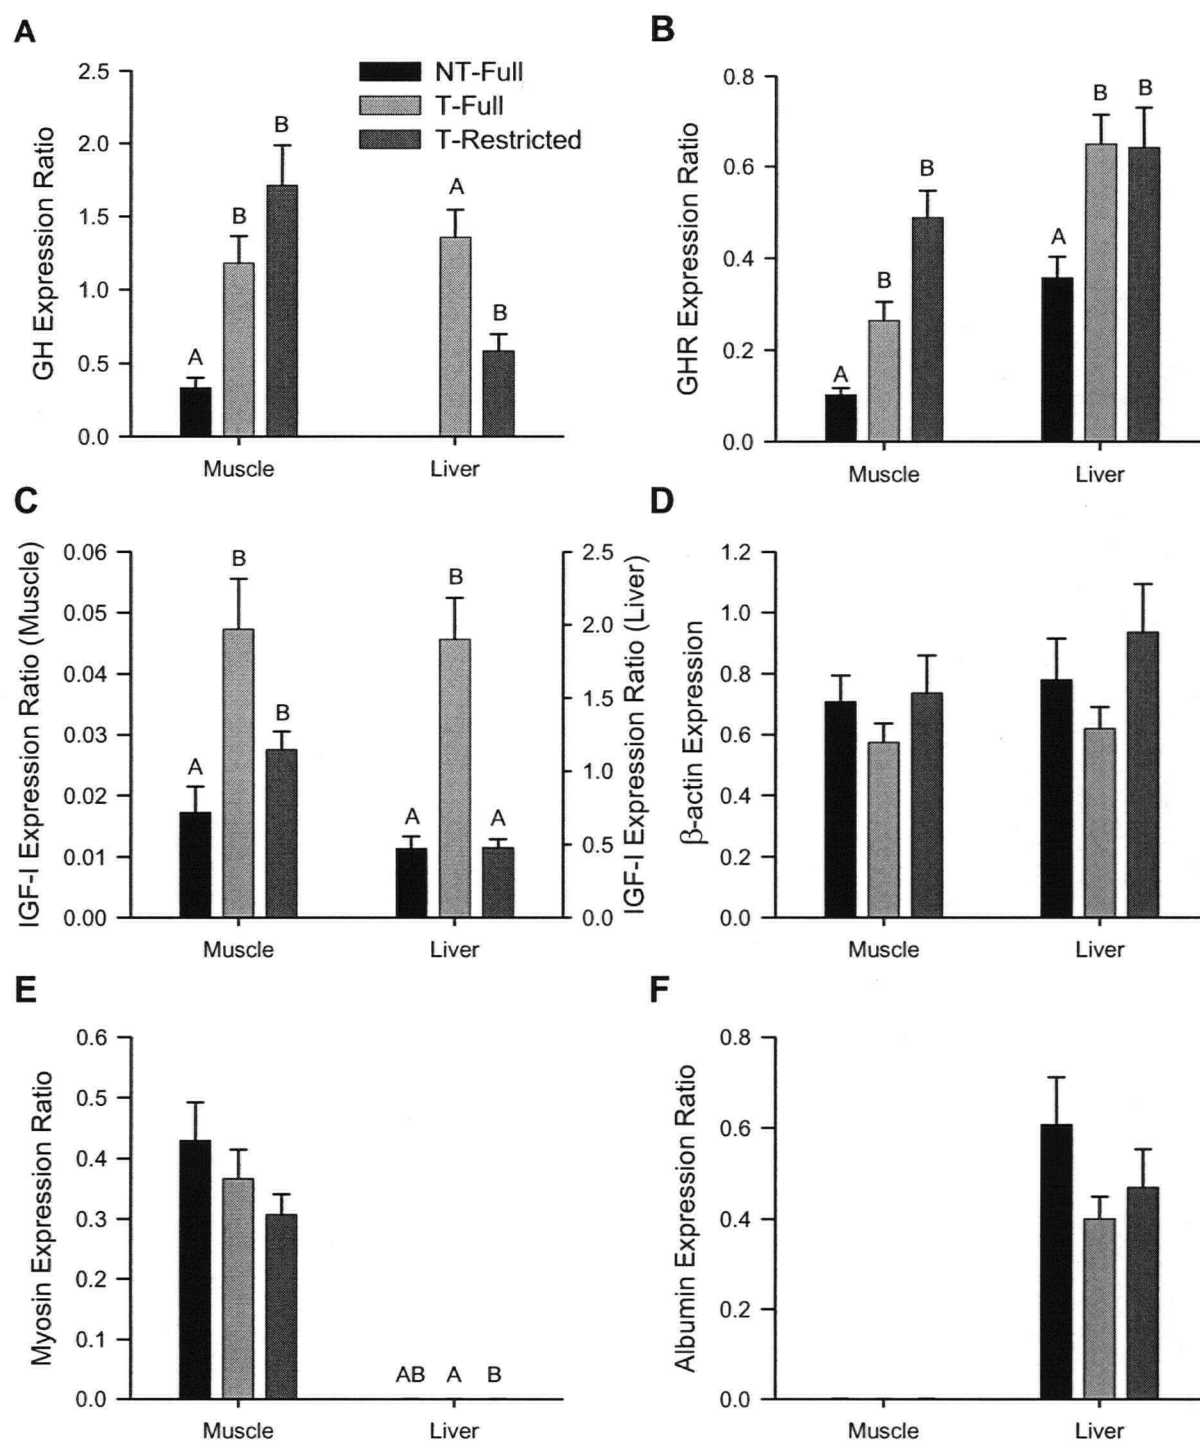 A
GH Expression Ratio
2.5
2.0
1.5
1.0
0.5
0.0
NT-Full
T-Full
T-Restricted
A
B
B
A
B
Muscle
Liver
B
GHR Expression Ratio
0.8
0.6
0.4
0.2
0.0
A
B
B
A
B
B
Muscle
Liver
C
IGF-I Expression Ratio (Muscle)
0.06
0.05
0.04
0.03
0.02
0.01
0.00
A
B
B
A
B
A
Muscle
Liver
2.5
2.0
1.5
1.0
0.5
0.0
IGF-I Expression Ratio (Liver)
D
β-actin Expression
1.2
1.0
0.8
0.6
0.4
0.2
0.0
Muscle
Liver
E
Myosin Expression Ratio
0.6
0.5
0.4
0.3
0.2
0.1
0.0
AB
A
B
Muscle
Liver
F
Albumin Expression Ratio
0.8
0.6
0.4
0.2
0.0
Muscle
Liver